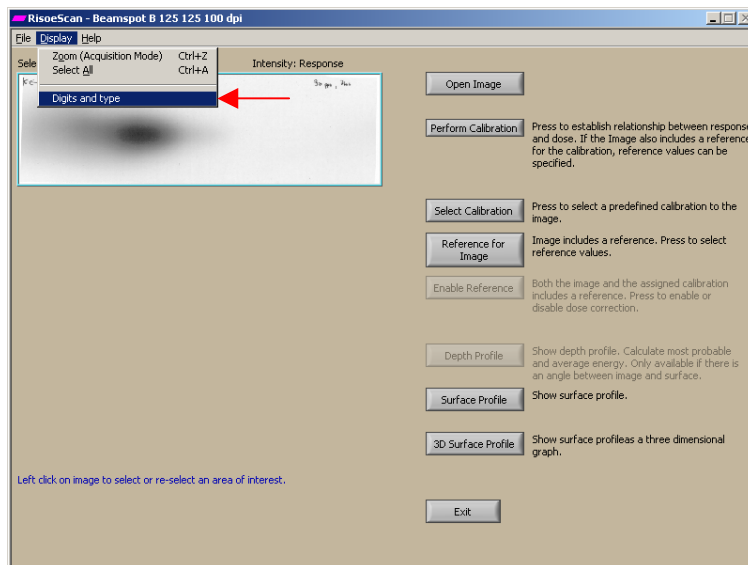 RisoeScan - Beamspot B 125 125 100 dpi
File Display Help
Zoom (Acquisition Mode) Ctrl+Z
Select All Ctrl+A
Digits and type
Intensity: Response
Open Image
Perform Calibration
Press to establish relationship between response
and dose. If the Image also includes a reference
for the calibration, reference values can be
specified.
Select Calibration
Press to select a predefined calibration to the
image.
Reference for
Image
Image includes a reference. Press to select
reference values.
Enable Reference
Both the image and the assigned calibration
includes a reference. Press to enable or
disable dose correction.
Depth Profile
Show depth profile. Calculate most probable
and average energy. Only available if there is
an angle between image and surface.
Surface Profile
Show surface profile.
3D Surface Profile
Show surface profileas a three dimensional
graph.
Left click on image to select or re-select an area of interest.
Exit